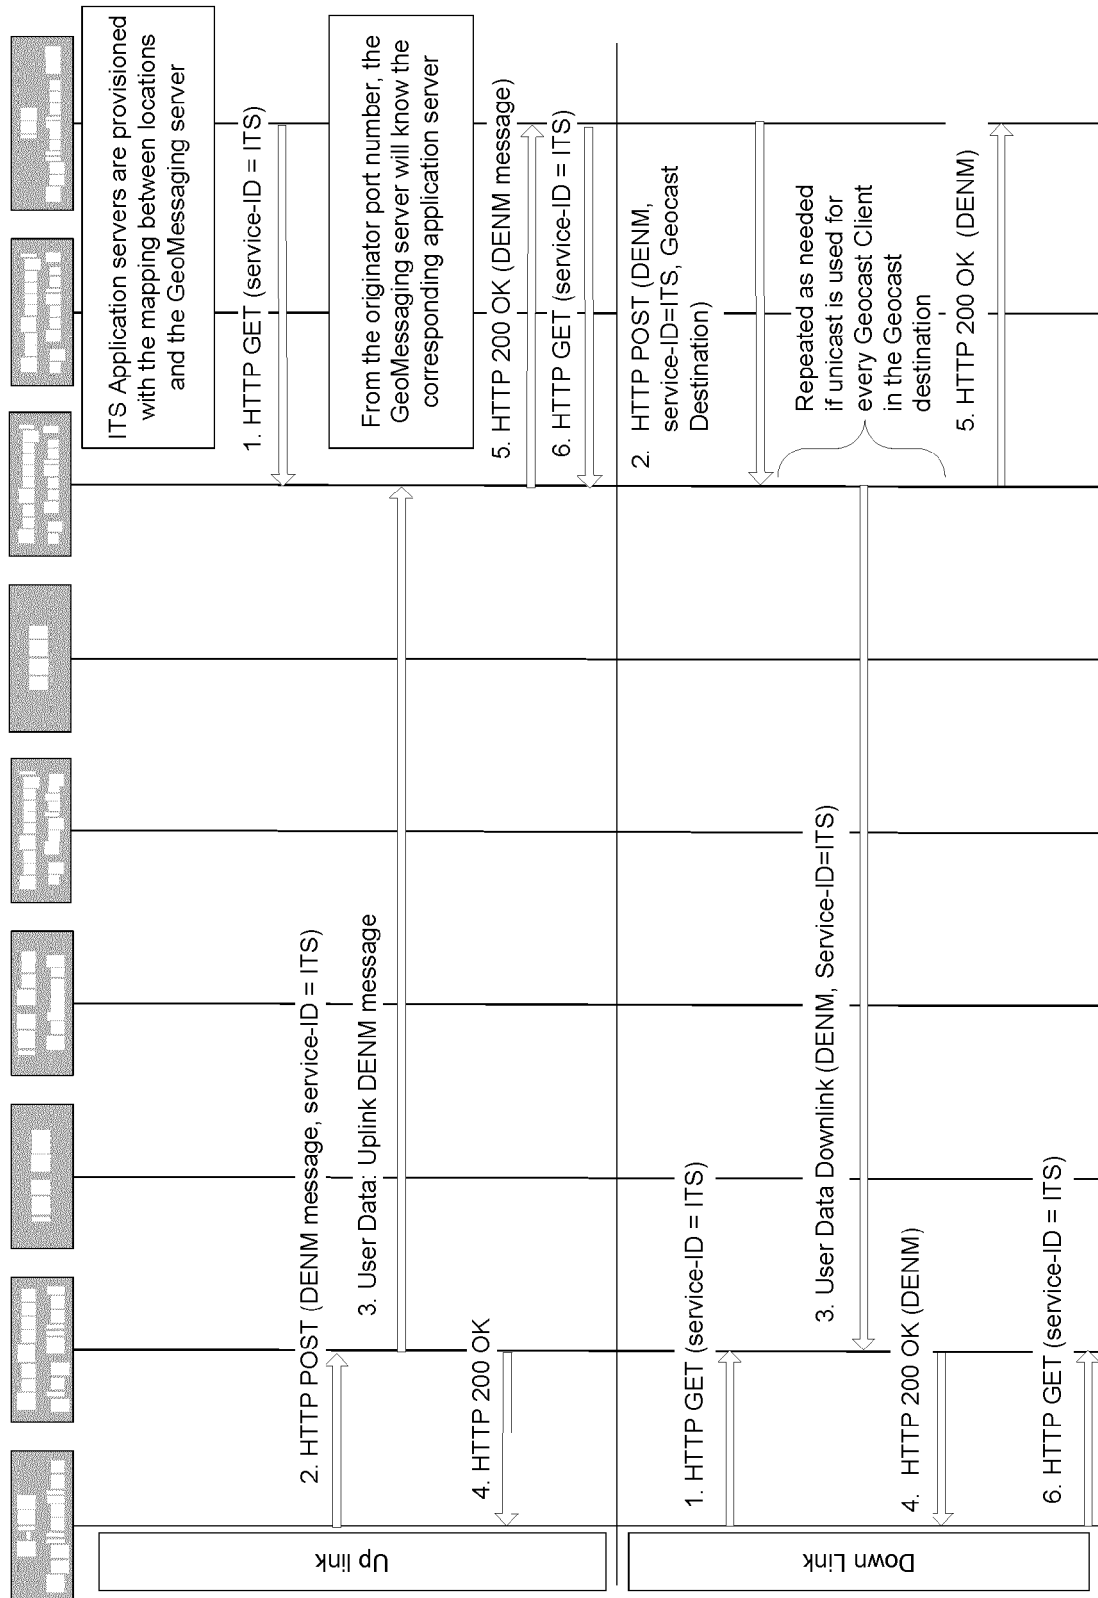 ITS Application servers are provisioned
with the mapping between locations
and the GeoMessaging server
1. HTTP GET (service-ID = ITS)
2. HTTP POST (DENM message, service-ID = ITS)
From the originator port number, the
GeoMessaging server will know the
corresponding application server
3. User Data: Uplink DENM message
4. HTTP 200 OK
5. HTTP 200 OK (DENM message)
6. HTTP GET (service-ID = ITS)
Up link
1. HTTP GET (service-ID = ITS)
2. HTTP POST (DENM,
service-ID=ITS, Geocast
Destination)
3. User Data Downlink (DENM, Service-ID=ITS)
Repeated as needed
if unicast is used for
every Geocast Client
in the Geocast
destination
4. HTTP 200 OK (DENM)
5. HTTP 200 OK (DENM)
6. HTTP GET (service-ID = ITS)
Down Link